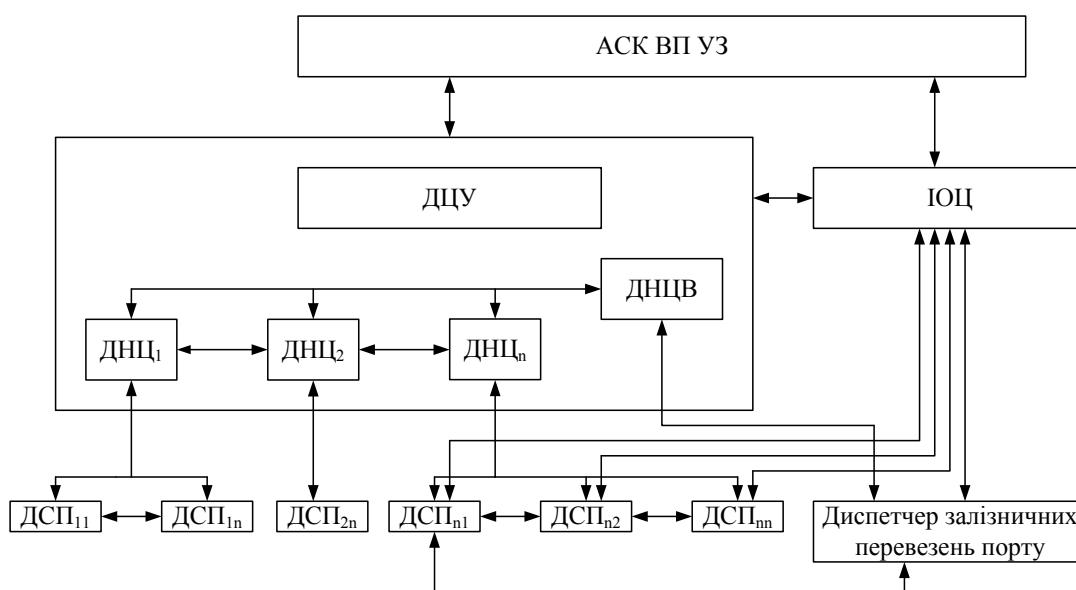 АСК ВП УЗ
ДЦУ
ІОЦ
ДНЦВ
ДНЦ₁
ДНЦ₂
ДНЦₙ
ДСП₁₁
ДСП₁ₙ
ДСП₂ₙ
ДСПₙ₁
ДСПₙ₂
ДСПₙₙ
Диспетчер залізничних
перевезень порту